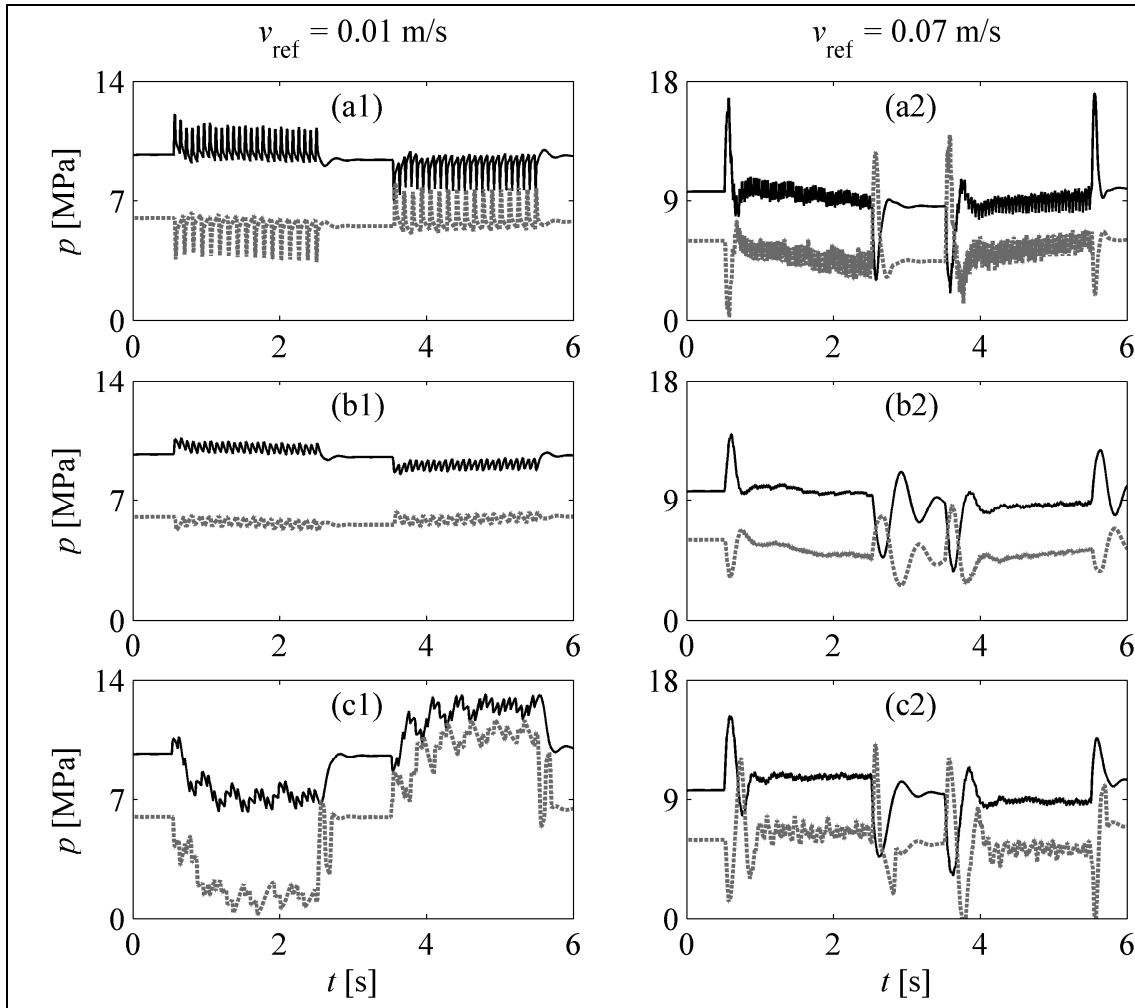 v_ref = 0.01 m/s
v_ref = 0.07 m/s
(a1)
14
7
0
p [MPa]
0 2 4 6
(a2)
18
9
0
0 2 4 6
(b1)
14
7
0
p [MPa]
0 2 4 6
(b2)
18
9
0
0 2 4 6
(c1)
14
7
0
p [MPa]
0 2 4 6
t [s]
(c2)
18
9
0
0 2 4 6
t [s]